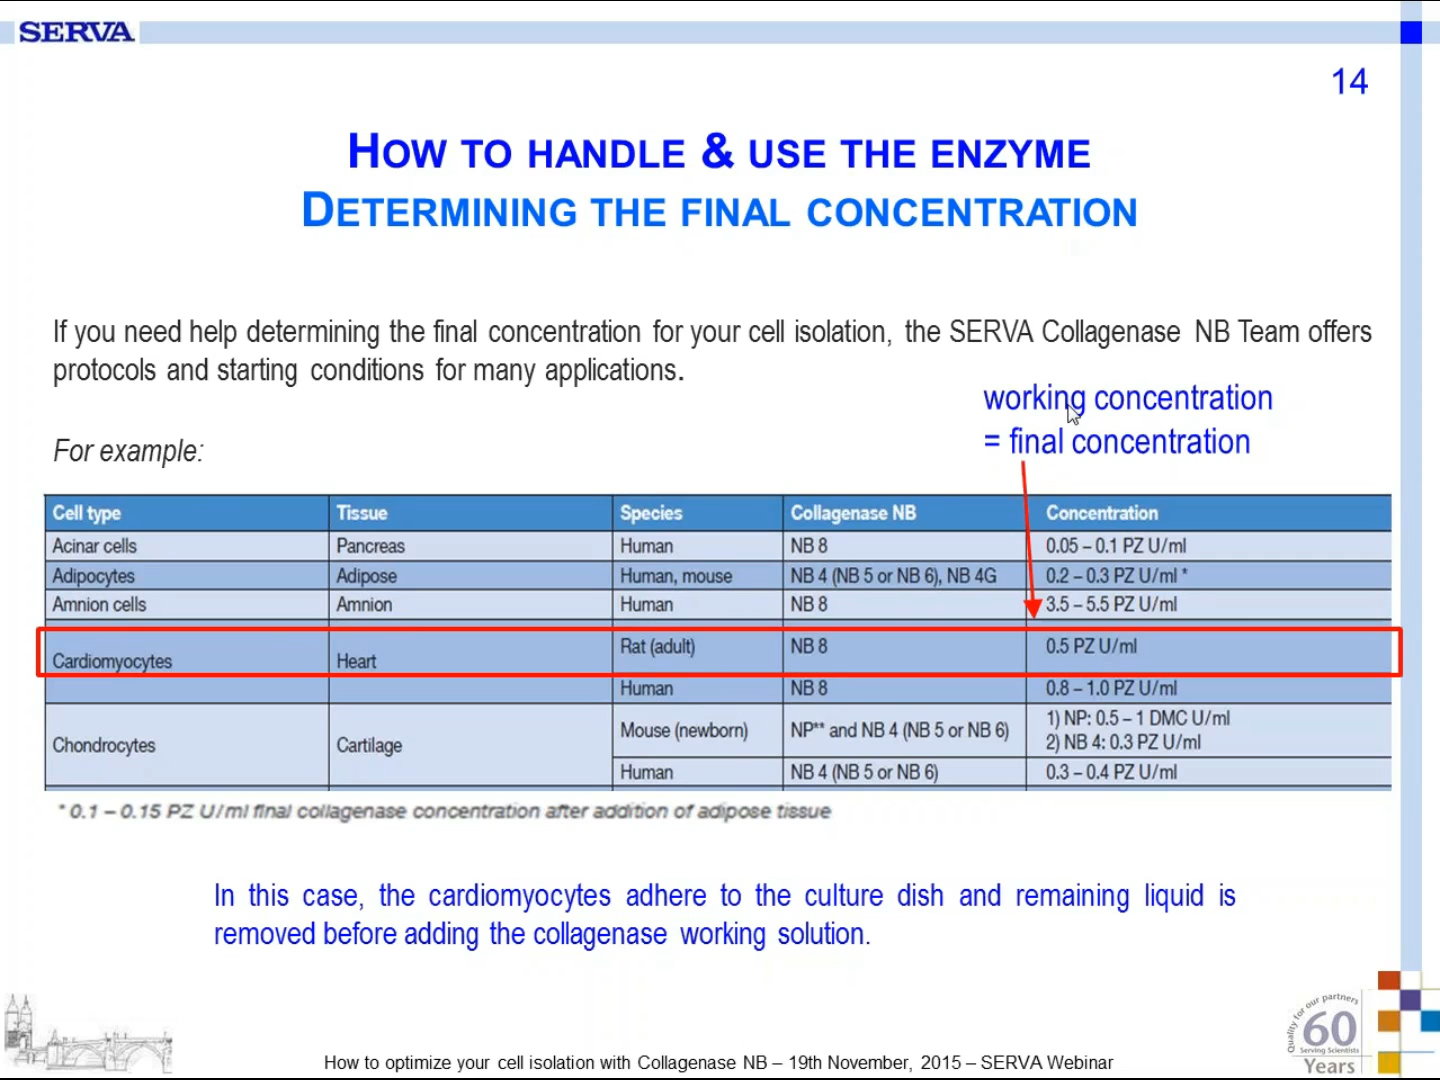 SERVA
14
HOW TO HANDLE & USE THE ENZYME
DETERMINING THE FINAL CONCENTRATION
If you need help determining the final concentration for your cell isolation, the SERVA Collagenase NB Team offers
protocols and starting conditions for many applications.
working concentration
= final concentration
For example:
Cell type Tissue Species Collagenase NB Concentration
Acinar cells Pancreas Human NB 8 0.05 – 0.1 PZ U/ml
Adipocytes Adipose Human, mouse NB 4 (NB 5 or NB 6), NB 4G 0.2 – 0.3 PZ U/ml *
Amnion cells Amnion Human NB 8 3.5 – 5.5 PZ U/ml
Cardiomyocytes Heart Rat (adult) NB 8 0.5 PZ U/ml
Human NB 8 0.8 – 1.0 PZ U/ml
Chondrocytes Cartilage Mouse (newborn) NP** and NB 4 (NB 5 or NB 6) 1) NP: 0.5 – 1 DMC U/ml
2) NB 4: 0.3 PZ U/ml
Human NB 4 (NB 5 or NB 6) 0.3 – 0.4 PZ U/ml
* 0.1 – 0.15 PZ U/ml final collagenase concentration after addition of adipose tissue
In this case, the cardiomyocytes adhere to the culture dish and remaining liquid is
removed before adding the collagenase working solution.
Quality for our partners
60
Serving Scientists
Years
How to optimize your cell isolation with Collagenase NB – 19th November, 2015 – SERVA Webinar